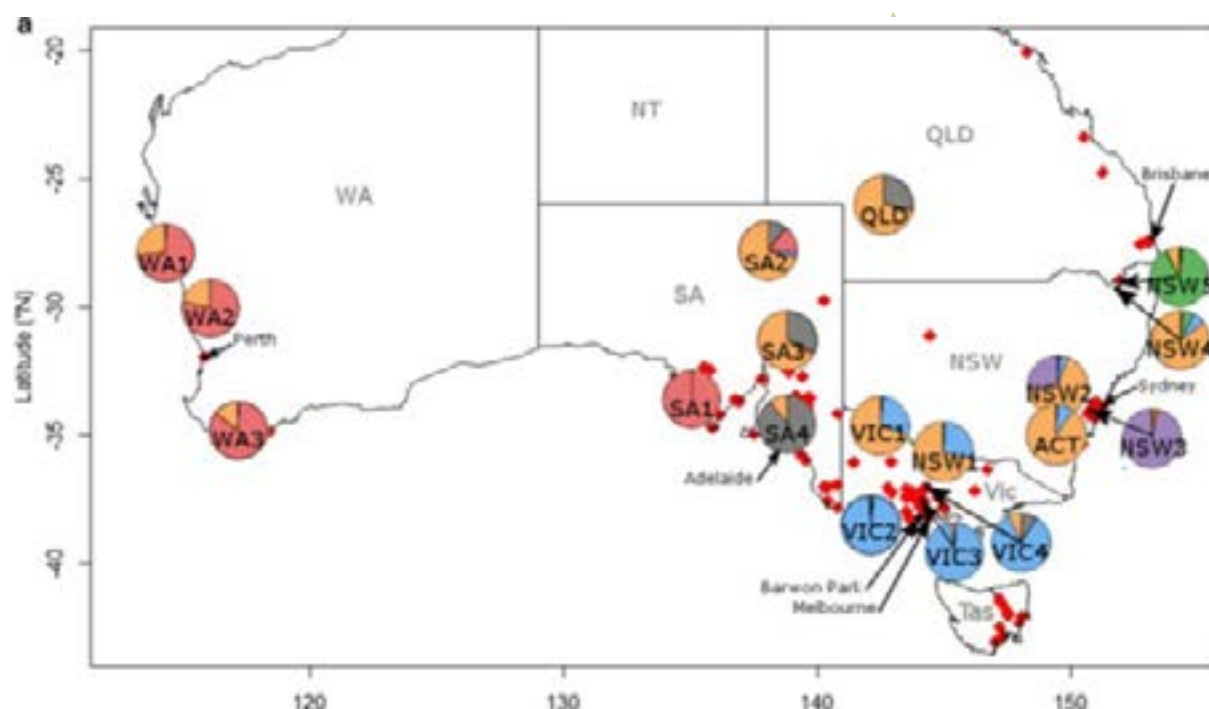 a
-20
NT
QLD
Brisbane
-25
WA
QLD
WA1
SA2
NSW5
Latitude (°N)
-30
WA2
SA
Perth
SA3
NSW
NSW4
NSW2
Sydney
SA1
-35
WA3
SA4
VIC1
ACT
NSW3
NSW1
Adelaide
Vic
VIC2
VIC3
VIC4
-40
Barwon Park
Melbourne
Tas
120
130
140
150